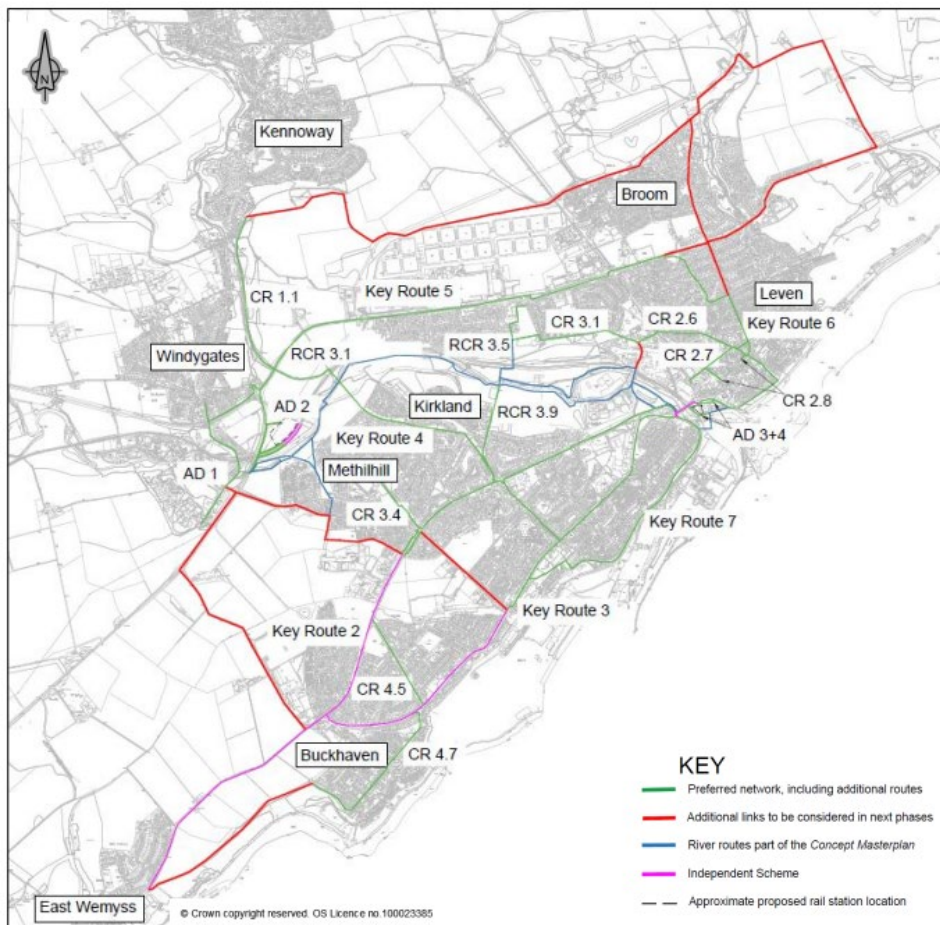 N
Kennoway
Broom
CR 1.1
Key Route 5
Leven
CR 3.1
CR 2.6
Key Route 6
Windygates
RCR 3.1
RCR 3.5
CR 2.7
AD 2
Kirkland
RCR 3.9
CR 2.8
Key Route 4
AD 3+4
AD 1
Methilhill
CR 3.4
Key Route 7
Key Route 3
Key Route 2
CR 4.5
Buckhaven
CR 4.7
KEY
Preferred network, including additional routes
Additional links to be considered in next phases
River routes part of the Concept Masterplan
Independent Scheme
Approximate proposed rail station location
East Wemyss
© Crown copyright reserved. OS Licence no.100023385